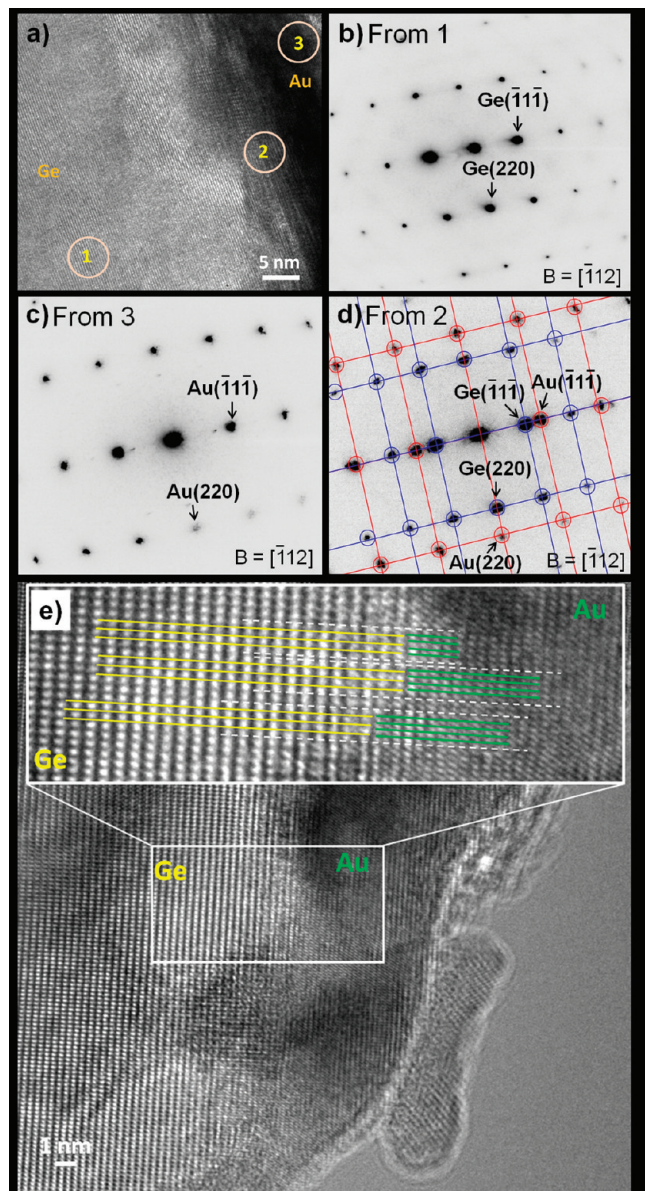 a)
3
Au
2
Ge
1
5 nm
b) From 1
Ge(1̄11̄)
Ge(220)
B = [1̄12]
c) From 3
Au(1̄11̄)
Au(220)
B = [1̄12]
d) From 2
Ge(1̄11̄)
Au(1̄11̄)
Ge(220)
Au(220)
B = [1̄12]
e)
Au
Ge
Ge
Au
1 nm